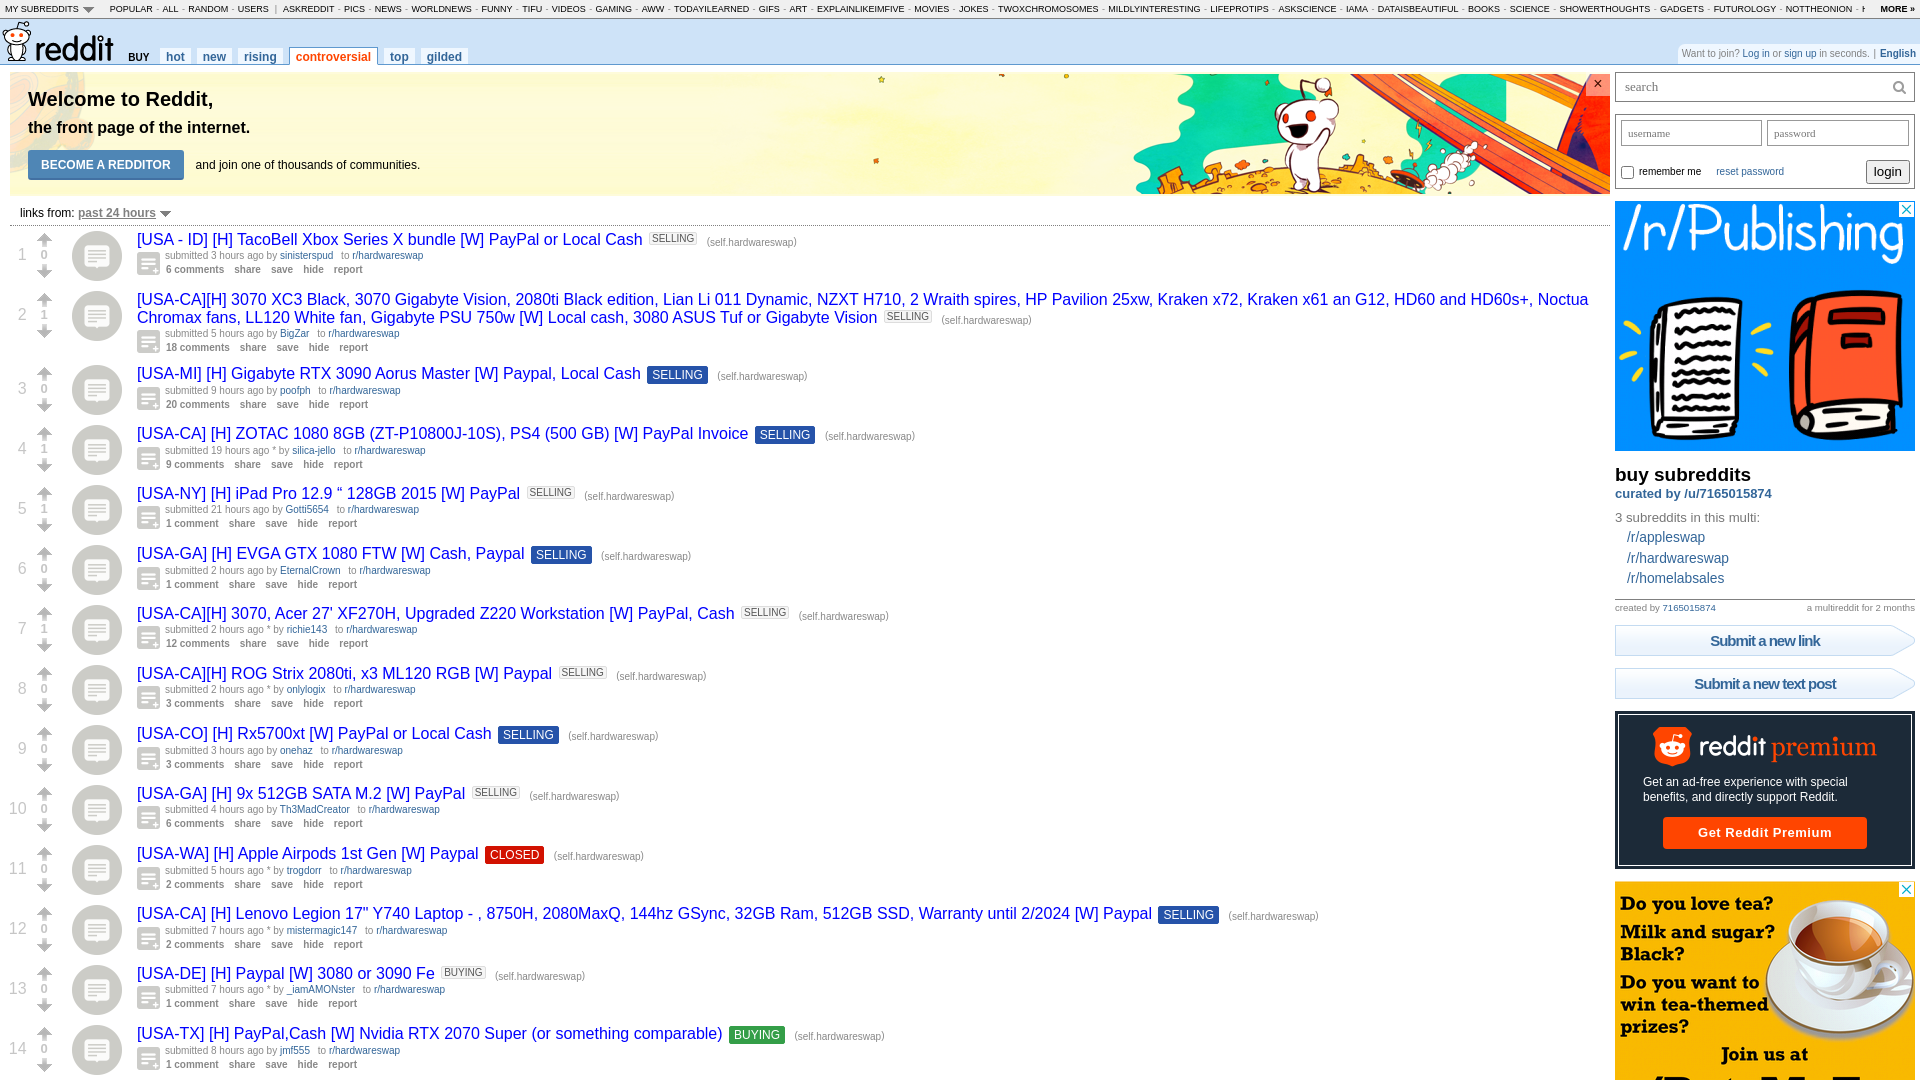 MY SUBREDDITS POPULAR - ALL - RANDOM - USERS | ASKREDDIT - PICS - NEWS - WORLDNEWS - FUNNY - TIFU - VIDEOS - GAMING - AWW - TODAYILEARNED - GIFS - ART - EXPLAINLIKEIMFIVE - MOVIES - JOKES - TWOXCHROMOSOMES - MILDLYINTERESTING - LIFEPROTIPS - ASKSCIENCE - IAMA - DATAISBEAUTIFUL - BOOKS - SCIENCE - SHOWERTHOUGHTS - GADGETS - FUTUROLOGY - NOTTHEONION - MORE »
reddit BUY hot new rising controversial top gilded
Want to join? Log in or sign up in seconds. | English
Welcome to Reddit,
the front page of the internet.
BECOME A REDDITOR and join one of thousands of communities.
×
links from: past 24 hours
1 0 [USA - ID] [H] TacoBell Xbox Series X bundle [W] PayPal or Local Cash SELLING (self.hardwareswap)
submitted 3 hours ago by sinisterspud to r/hardwareswap
6 comments share save hide report
2 1 [USA-CA][H] 3070 XC3 Black, 3070 Gigabyte Vision, 2080ti Black edition, Lian Li 011 Dynamic, NZXT H710, 2 Wraith spires, HP Pavilion 25xw, Kraken x72, Kraken x61 an G12, HD60 and HD60s+, Noctua
Chromax fans, LL120 White fan, Gigabyte PSU 750w [W] Local cash, 3080 ASUS Tuf or Gigabyte Vision SELLING (self.hardwareswap)
submitted 5 hours ago by BigZar to r/hardwareswap
18 comments share save hide report
3 0 [USA-MI] [H] Gigabyte RTX 3090 Aorus Master [W] Paypal, Local Cash SELLING (self.hardwareswap)
submitted 9 hours ago by poofph to r/hardwareswap
20 comments share save hide report
4 1 [USA-CA] [H] ZOTAC 1080 8GB (ZT-P10800J-10S), PS4 (500 GB) [W] PayPal Invoice SELLING (self.hardwareswap)
submitted 19 hours ago * by silica-jello to r/hardwareswap
9 comments share save hide report
5 1 [USA-NY] [H] iPad Pro 12.9 “ 128GB 2015 [W] PayPal SELLING (self.hardwareswap)
submitted 21 hours ago by Gotti5654 to r/hardwareswap
1 comment share save hide report
6 0 [USA-GA] [H] EVGA GTX 1080 FTW [W] Cash, Paypal SELLING (self.hardwareswap)
submitted 2 hours ago by EternalCrown to r/hardwareswap
1 comment share save hide report
7 1 [USA-CA][H] 3070, Acer 27' XF270H, Upgraded Z220 Workstation [W] PayPal, Cash SELLING (self.hardwareswap)
submitted 2 hours ago * by richie143 to r/hardwareswap
12 comments share save hide report
8 0 [USA-CA][H] ROG Strix 2080ti, x3 ML120 RGB [W] Paypal SELLING (self.hardwareswap)
submitted 2 hours ago * by onlylogix to r/hardwareswap
3 comments share save hide report
9 0 [USA-CO] [H] Rx5700xt [W] PayPal or Local Cash SELLING (self.hardwareswap)
submitted 3 hours ago by onehaz to r/hardwareswap
3 comments share save hide report
10 0 [USA-GA] [H] 9x 512GB SATA M.2 [W] PayPal SELLING (self.hardwareswap)
submitted 4 hours ago by Th3MadCreator to r/hardwareswap
6 comments share save hide report
11 0 [USA-WA] [H] Apple Airpods 1st Gen [W] Paypal CLOSED (self.hardwareswap)
submitted 5 hours ago * by trogdorr to r/hardwareswap
2 comments share save hide report
12 0 [USA-CA] [H] Lenovo Legion 17" Y740 Laptop - , 8750H, 2080MaxQ, 144hz GSync, 32GB Ram, 512GB SSD, Warranty until 2/2024 [W] Paypal SELLING (self.hardwareswap)
submitted 7 hours ago * by mistermagic147 to r/hardwareswap
2 comments share save hide report
13 0 [USA-DE] [H] Paypal [W] 3080 or 3090 Fe BUYING (self.hardwareswap)
submitted 7 hours ago * by _iamAMONster to r/hardwareswap
1 comment share save hide report
14 0 [USA-TX] [H] PayPal,Cash [W] Nvidia RTX 2070 Super (or something comparable) BUYING (self.hardwareswap)
submitted 8 hours ago by jmf555 to r/hardwareswap
1 comment share save hide report
search
username password
remember me reset password login
/r/Publishing
buy subreddits
curated by /u/7165015874
3 subreddits in this multi:
/r/appleswap
/r/hardwareswap
/r/homelabsales
created by 7165015874 a multireddit for 2 months
Submit a new link
Submit a new text post
reddit premium
Get an ad-free experience with special
benefits, and directly support Reddit.
Get Reddit Premium
Do you love tea?
Milk and sugar?
Black?
Do you want to
win tea-themed
prizes?
Join us at